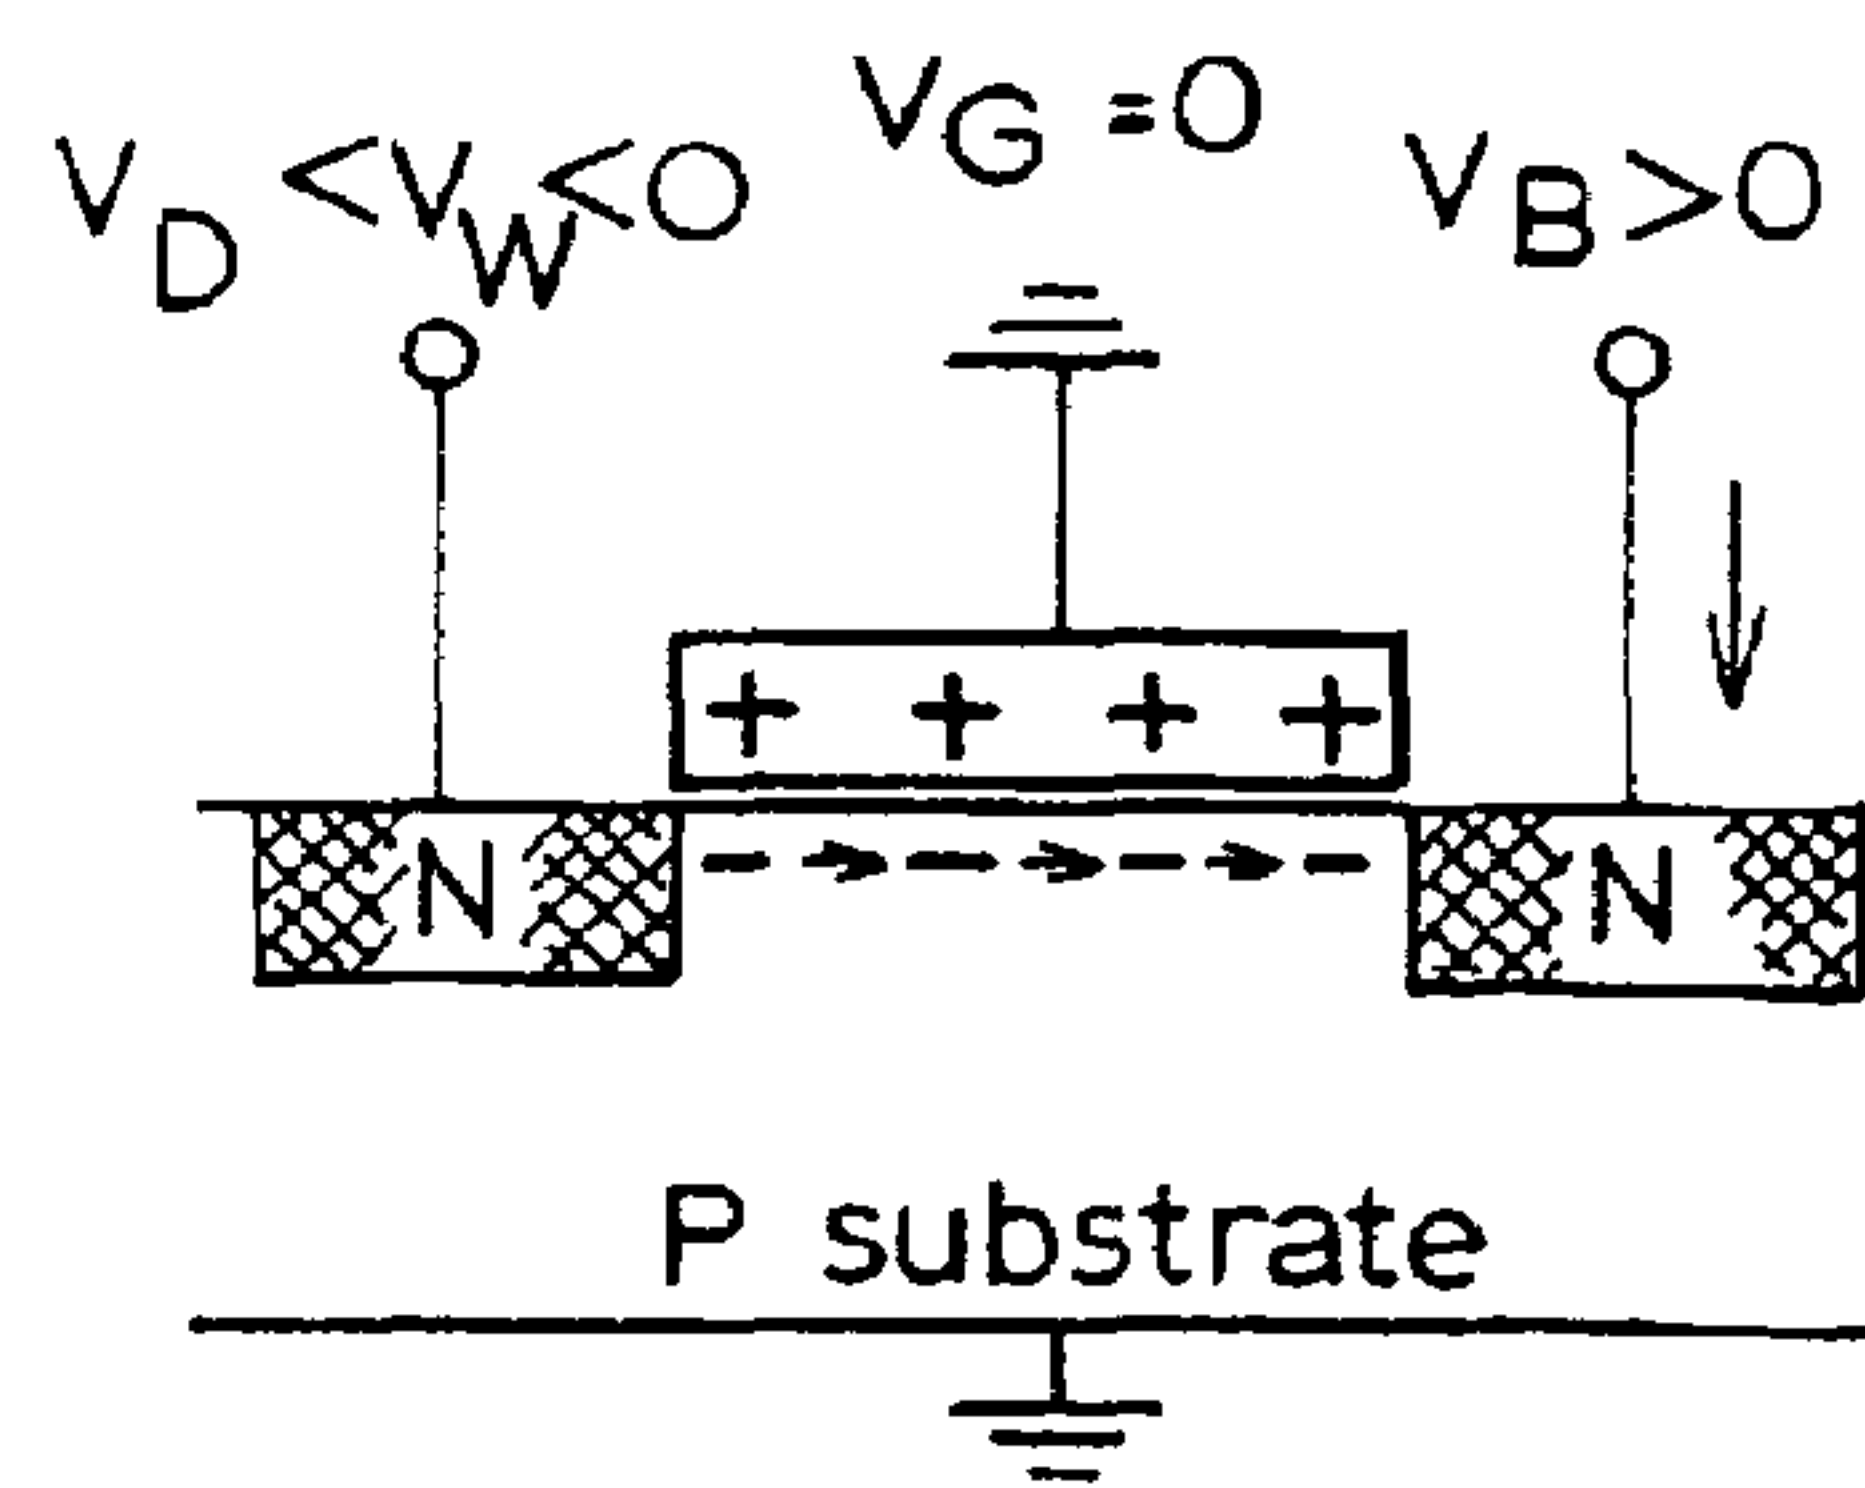 V_D <V_W<0 V_G =0 V_B >0
+ + + +
N N
P substrate